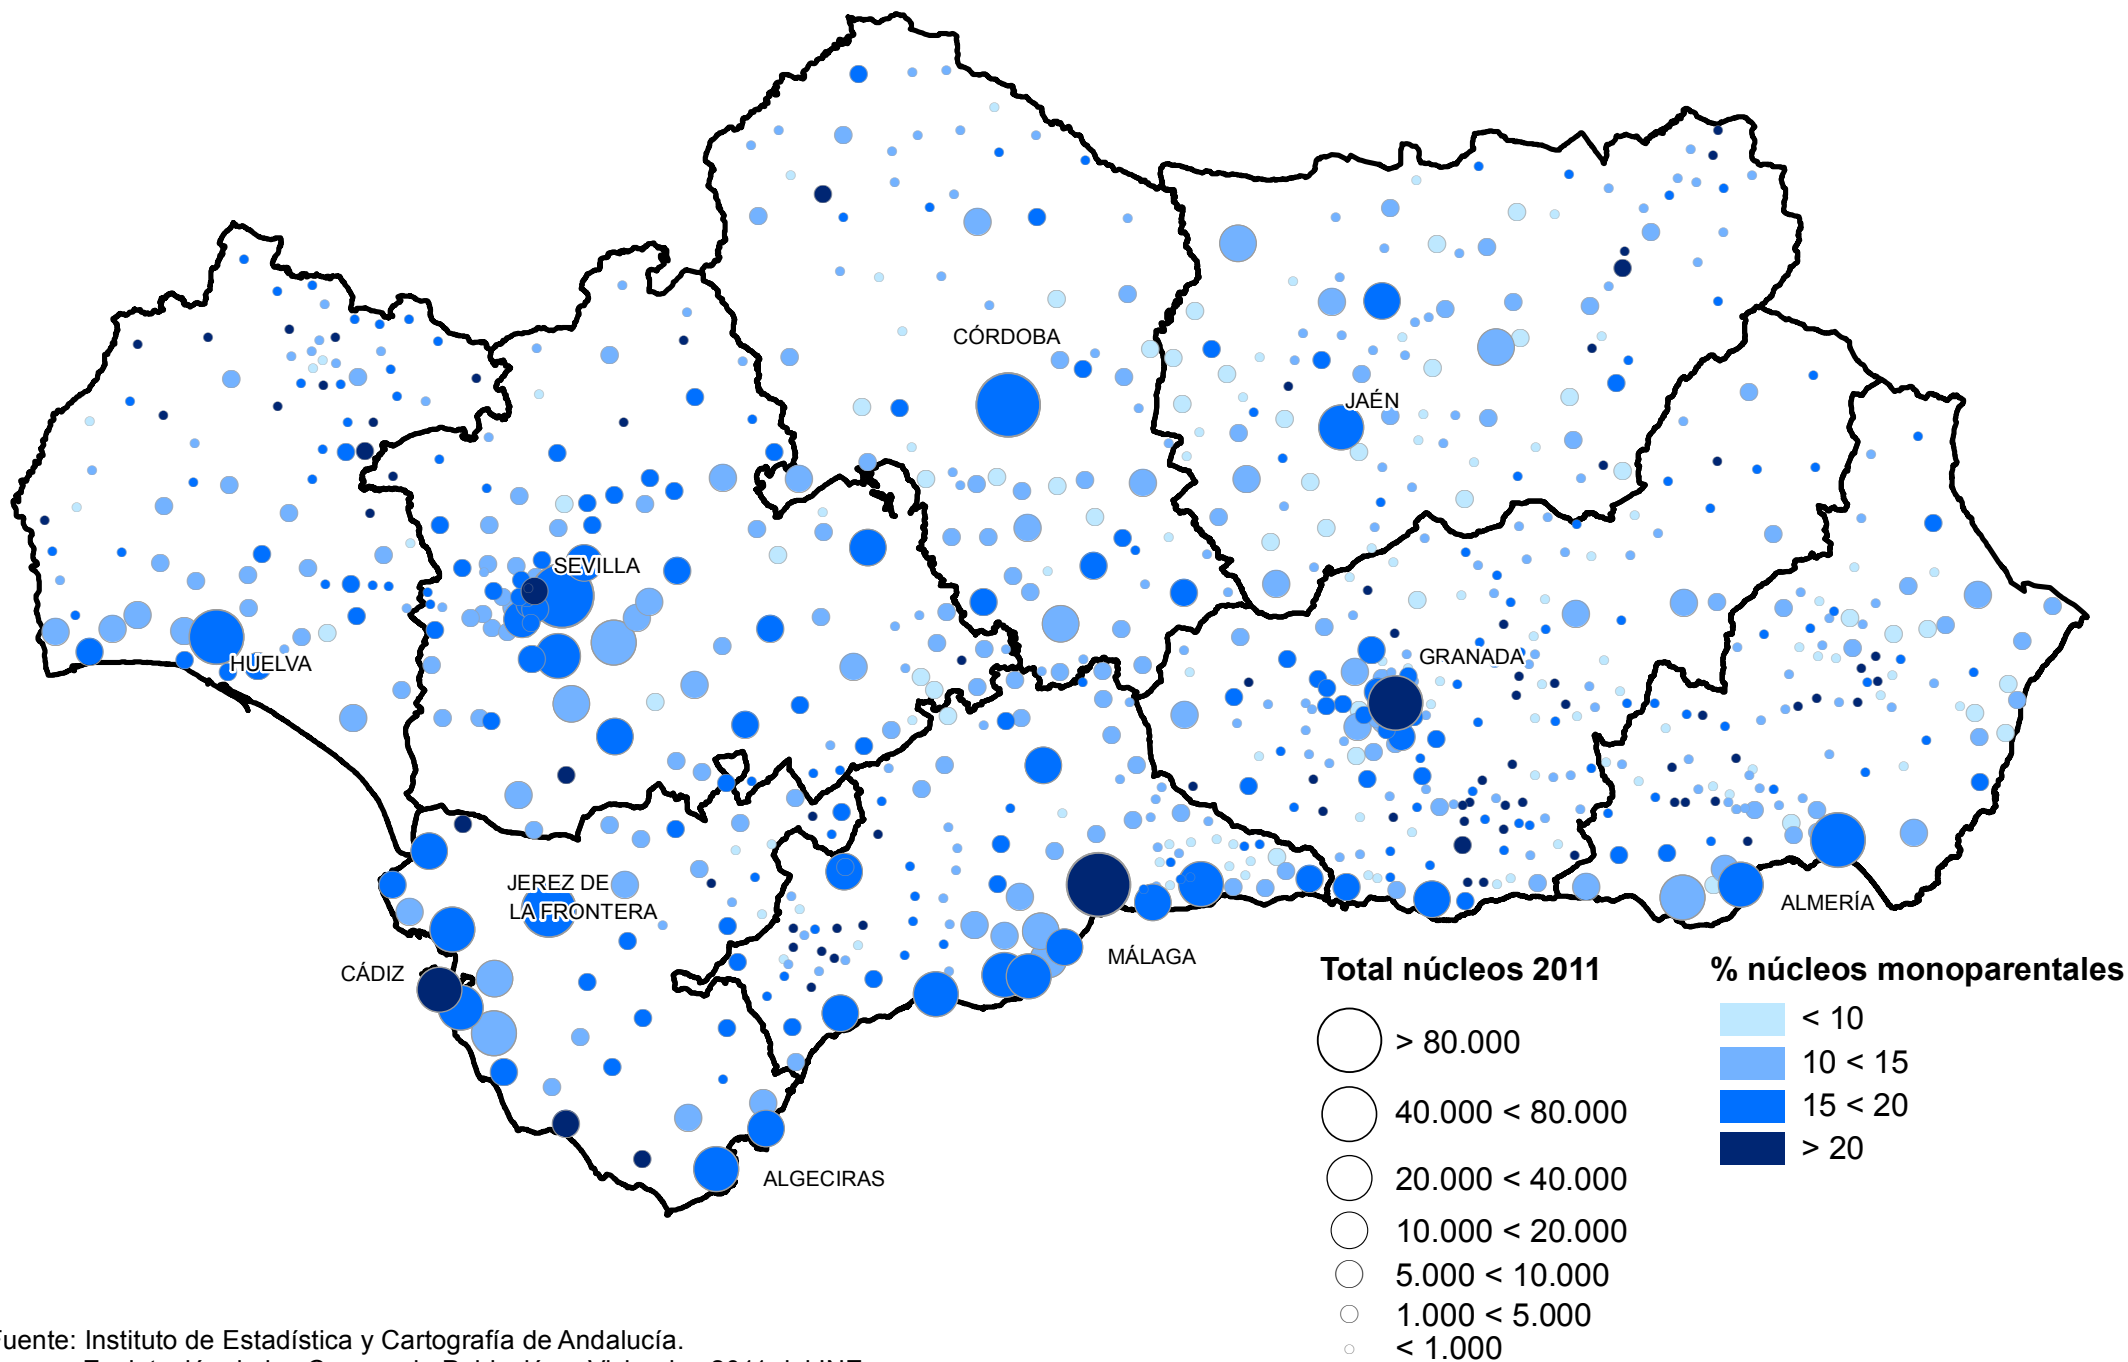 CÓRDOBA
JAÉN
SEVILLA
HUELVA
GRANADA
JEREZ DE
LA FRONTERA
ALMERÍA
CÁDIZ
MÁLAGA
ALGECIRAS
Total núcleos 2011
> 80.000
40.000 < 80.000
20.000 < 40.000
10.000 < 20.000
5.000 < 10.000
1.000 < 5.000
< 1.000
% núcleos monoparentales
< 10
10 < 15
15 < 20
> 20
Fuente: Instituto de Estadística y Cartografía de Andalucía.